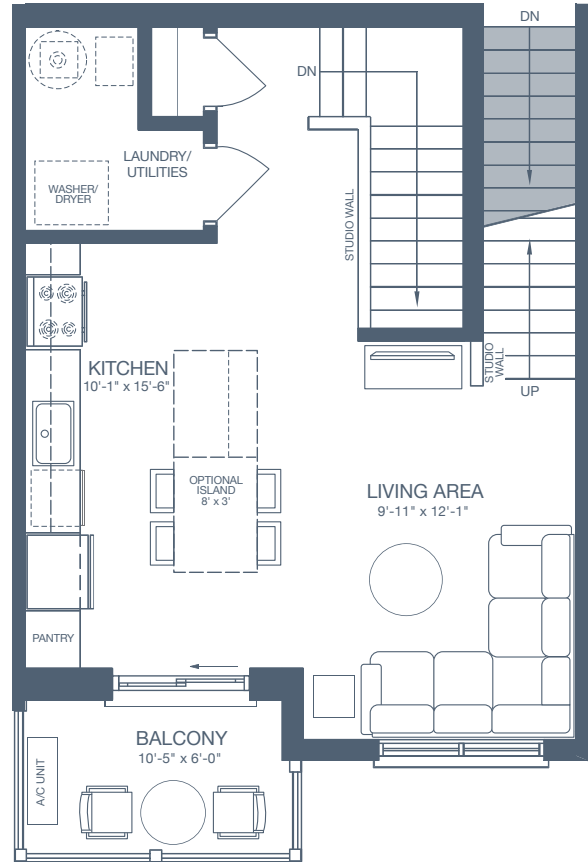 DN
DN
LAUNDRY/
UTILITIES
WASHER/
DRYER
STUDIO WALL
STUDIO
WALL
UP
KITCHEN
10'-1" x 15'-6"
OPTIONAL
ISLAND
8' x 3'
LIVING AREA
9'-11" x 12'-1"
PANTRY
BALCONY
10'-5" x 6'-0"
A/C UNIT